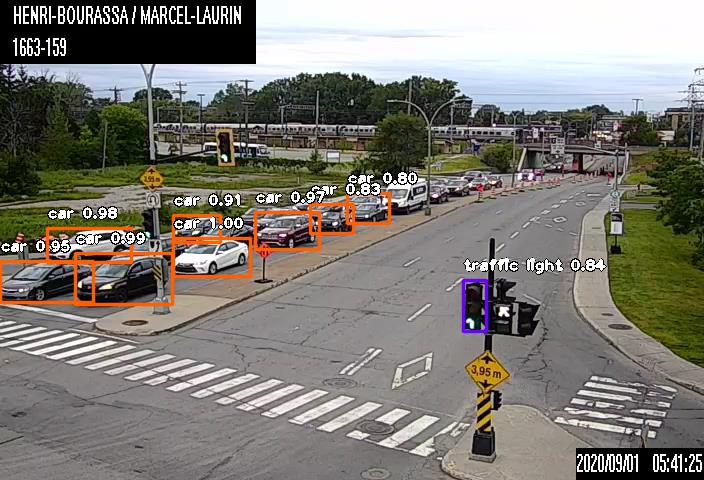 HENRI-BOURASSA / MARCEL-LAURIN
1663-159
car 0.80
car 0.97
car 0.83
car 0.91
car 0.98
car 1.00
car 0.95
car 0.99
traffic light 0.84
3,95 m
2020/09/01 05:41:25